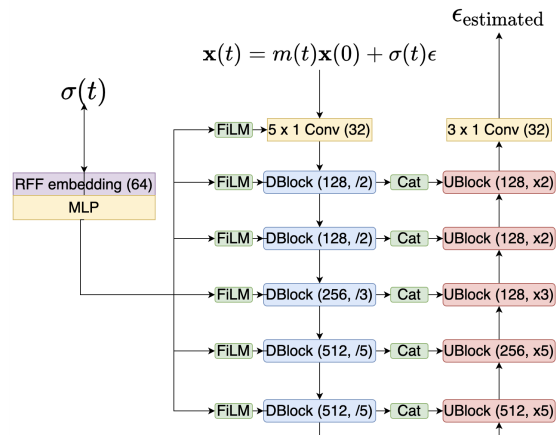 ϵ_estimated
x(t) = m(t)x(0) + σ(t)ϵ
σ(t)
FiLM 5 x 1 Conv (32) 3 x 1 Conv (32)
RFF embedding (64)
MLP
FiLM DBlock (128, /2) Cat UBlock (128, x2)
FiLM DBlock (128, /2) Cat UBlock (128, x2)
FiLM DBlock (256, /3) Cat UBlock (128, x3)
FiLM DBlock (512, /5) Cat UBlock (256, x5)
FiLM DBlock (512, /5) Cat UBlock (512, x5)